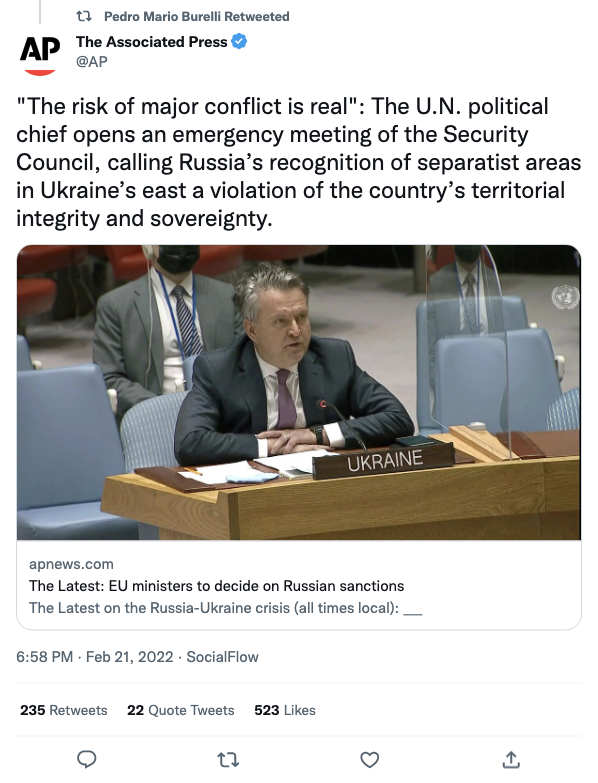 Pedro Mario Burelli Retweeted
AP
The Associated Press
@AP
"The risk of major conflict is real": The U.N. political
chief opens an emergency meeting of the Security
Council, calling Russia’s recognition of separatist areas
in Ukraine’s east a violation of the country’s territorial
integrity and sovereignty.
UKRAINE
apnews.com
The Latest: EU ministers to decide on Russian sanctions
The Latest on the Russia-Ukraine crisis (all times local): __
6:58 PM · Feb 21, 2022 · SocialFlow
235 Retweets 22 Quote Tweets 523 Likes